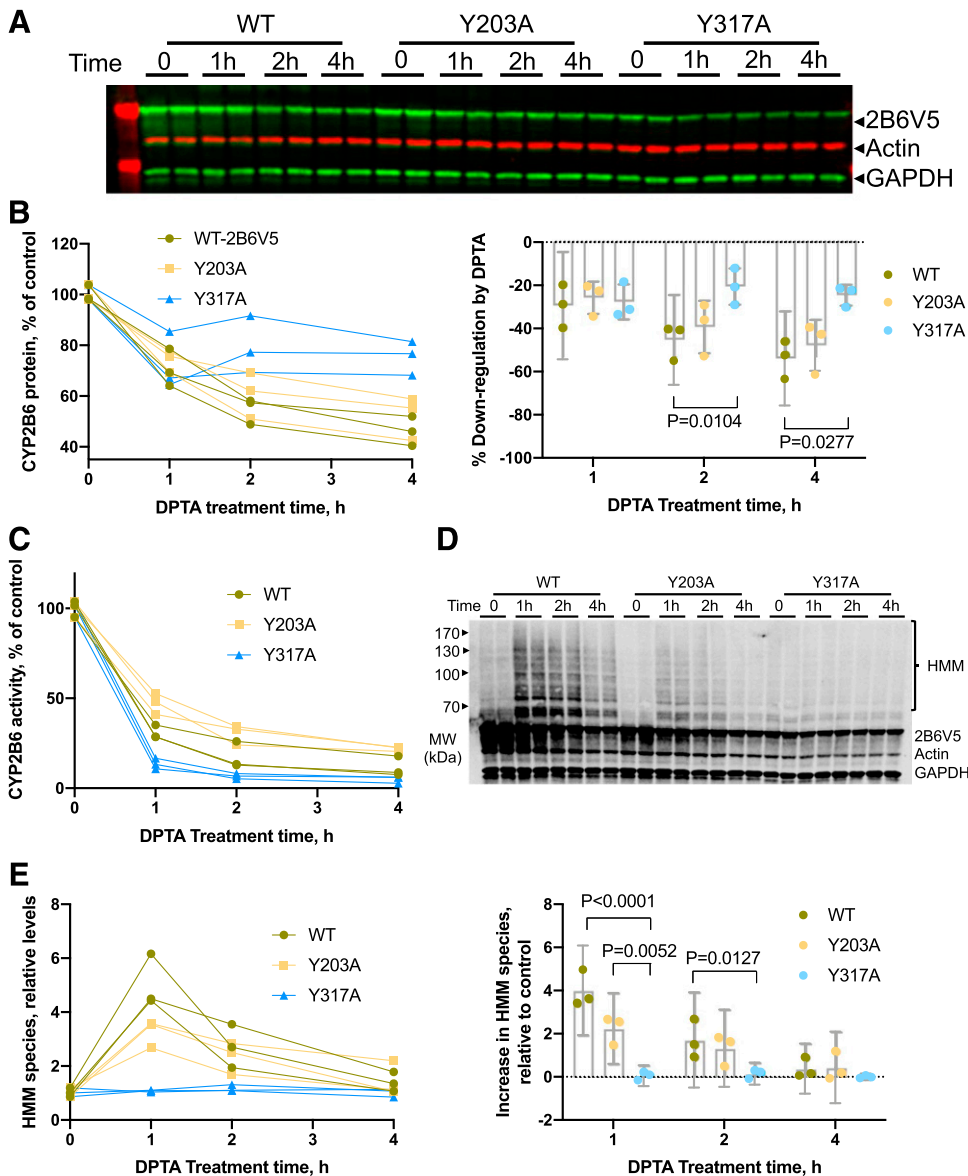 A
WT Y203A Y317A
Time 0 1h 2h 4h 0 1h 2h 4h 0 1h 2h 4h
2B6V5
Actin
GAPDH
B
CYP2B6 protein, % of control
120
100
80
60
40
0 1 2 3 4
DPTA treatment time, h
WT-2B6V5
Y203A
Y317A
% Down-regulation by DPTA
0
-20
-40
-60
-80
-100
1 2 4
DPTA Treatment time, h
P=0.0104
P=0.0277
WT
Y203A
Y317A
C
CYP2B6 activity, % of control
100
50
0
0 1 2 3 4
DPTA Treatment time, h
WT
Y203A
Y317A
D
WT Y203A Y317A
Time 0 1h 2h 4h 0 1h 2h 4h 0 1h 2h 4h
170
130
100
70
MW
(kDa)
HMM
2B6V5
Actin
GAPDH
E
HMM species, relative levels
8
6
4
2
0
0 1 2 3 4
DPTA Treatment time, h
WT
Y203A
Y317A
Increase in HMM species,
relative to control
8
6
4
2
0
-2
1 2 4
DPTA Treatment time, h
P<0.0001
P=0.0052
P=0.0127
WT
Y203A
Y317A